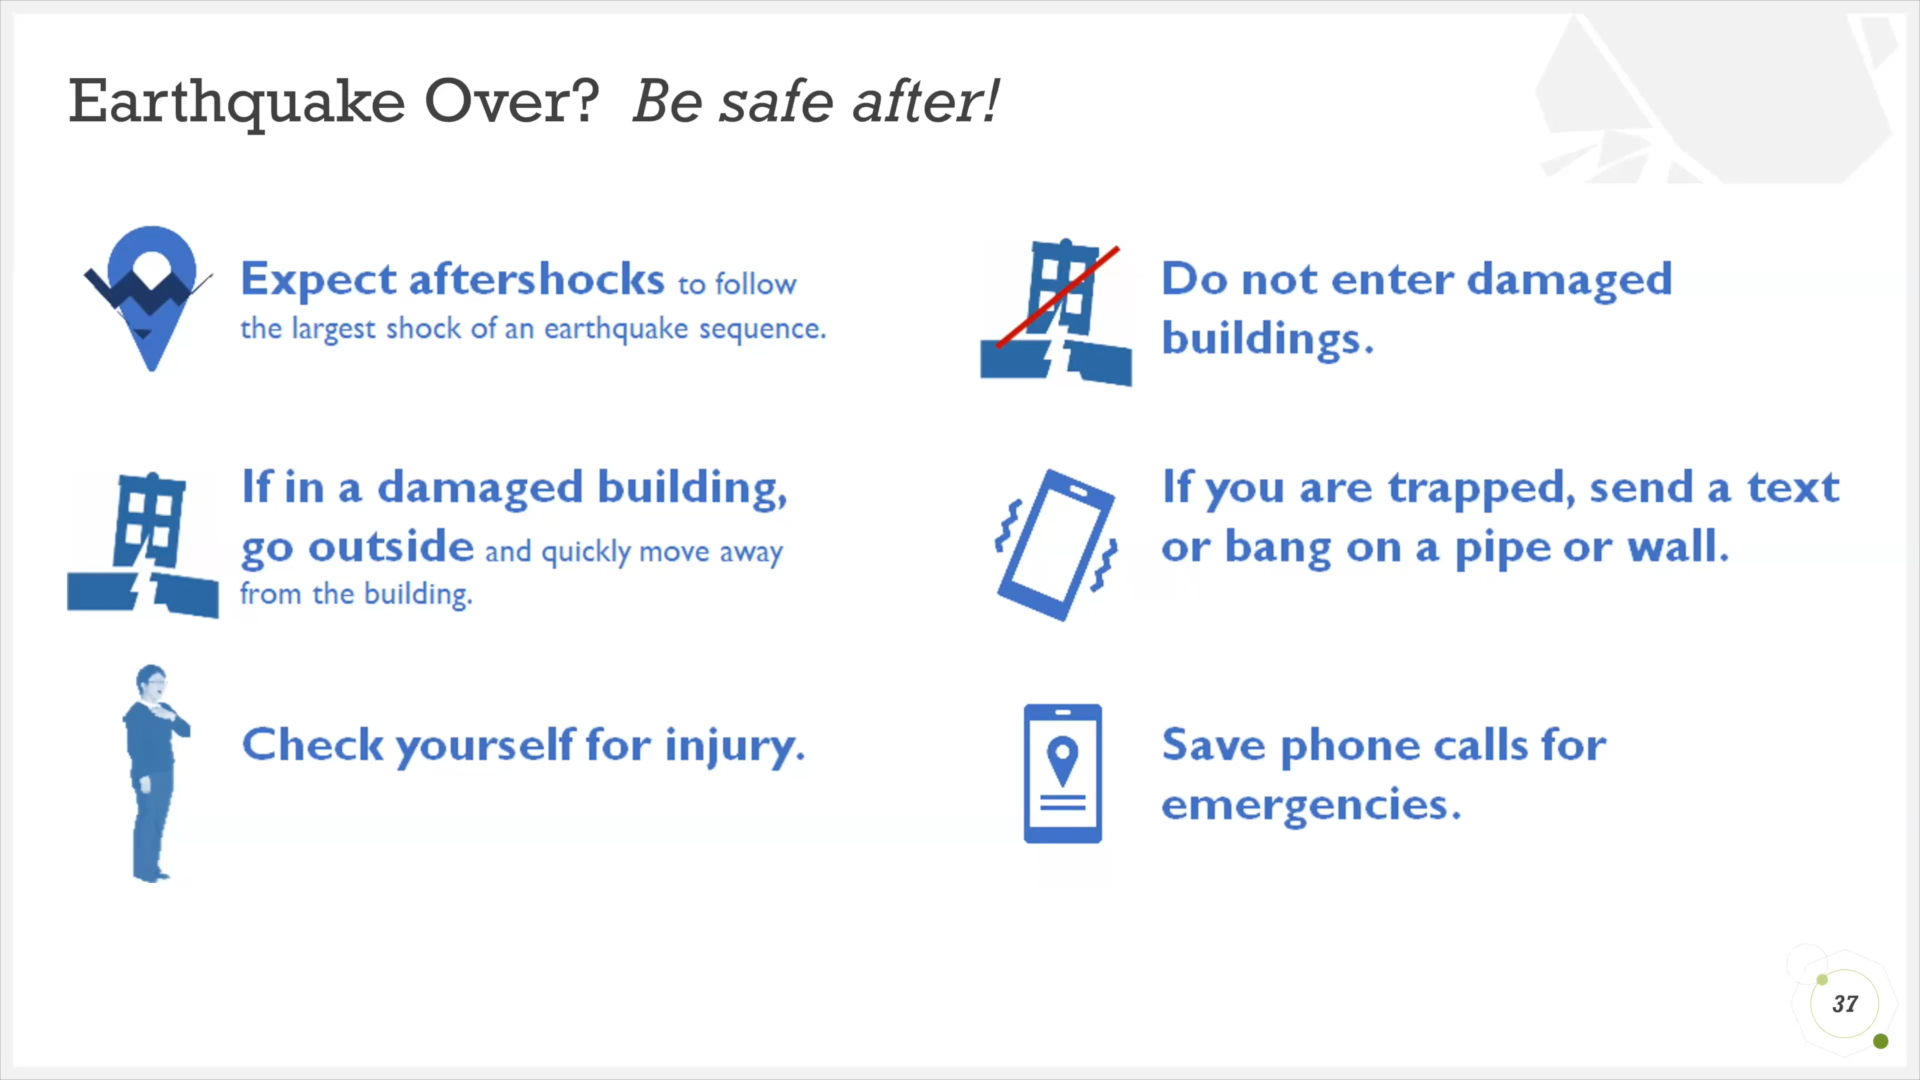 Earthquake Over? Be safe after!
Expect aftershocks to follow
the largest shock of an earthquake sequence.
If in a damaged building,
go outside and quickly move away
from the building.
Check yourself for injury.
Do not enter damaged
buildings.
If you are trapped, send a text
or bang on a pipe or wall.
Save phone calls for
emergencies.
37